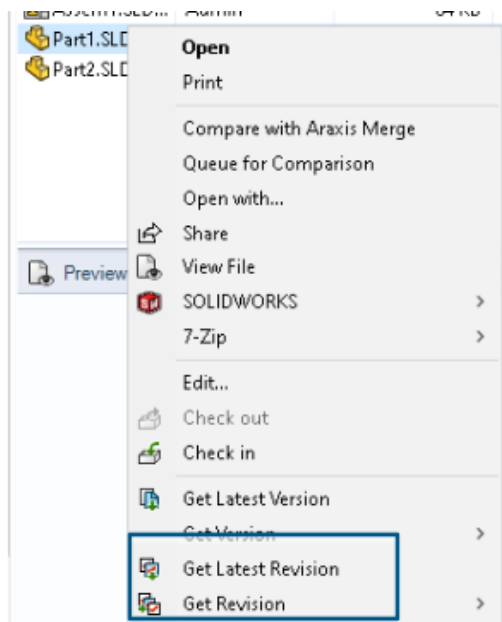 Admin
Part1.SLD
Part2.SLD
Open
Print
Compare with Araxis Merge
Queue for Comparison
Open with...
Share
Preview
View File
SOLIDWORKS
7-Zip
Edit...
Check out
Check in
Get Latest Version
Get Version
Get Latest Revision
Get Revision